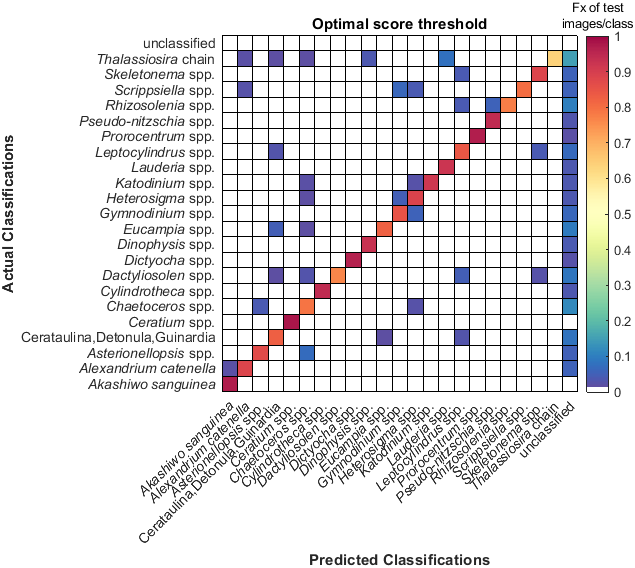 Optimal score threshold
Fx of test
images/class
Actual Classifications
unclassified
Thalassiosira chain
Skeletonema spp.
Scrippsiella spp.
Rhizosolenia spp.
Pseudo-nitzschia spp.
Prorocentrum spp.
Leptocylindrus spp.
Lauderia spp.
Katodinium spp.
Heterosigma spp.
Gymnodinium spp.
Eucampia spp.
Dinophysis spp.
Dictyocha spp.
Dactyliosolen spp.
Cylindrotheca spp.
Chaetoceros spp.
Ceratium spp.
Cerataulina,Detonula,Guinardia
Asterionellopsis spp.
Alexandrium catenella
Akashiwo sanguinea
1
0.9
0.8
0.7
0.6
0.5
0.4
0.3
0.2
0.1
0
Akashiwo sanguinea
Alexandrium catenella
Asterionellopsis spp
Cerataulina,Detonula,Guinardia
Ceratium spp
Chaetoceros spp
Cylindrotheca spp
Dactyliosolen spp
Dictyocha spp
Dinophysis spp
Eucampia spp
Gymnodinium spp
Heterosigma spp
Katodinium spp
Lauderia spp
Leptocylindrus spp
Prorocentrum spp
Pseudo-nitzschia spp
Rhizosolenia spp
Scrippsiella spp
Skeletonema spp
Thalassiosira chain
unclassified
Predicted Classifications